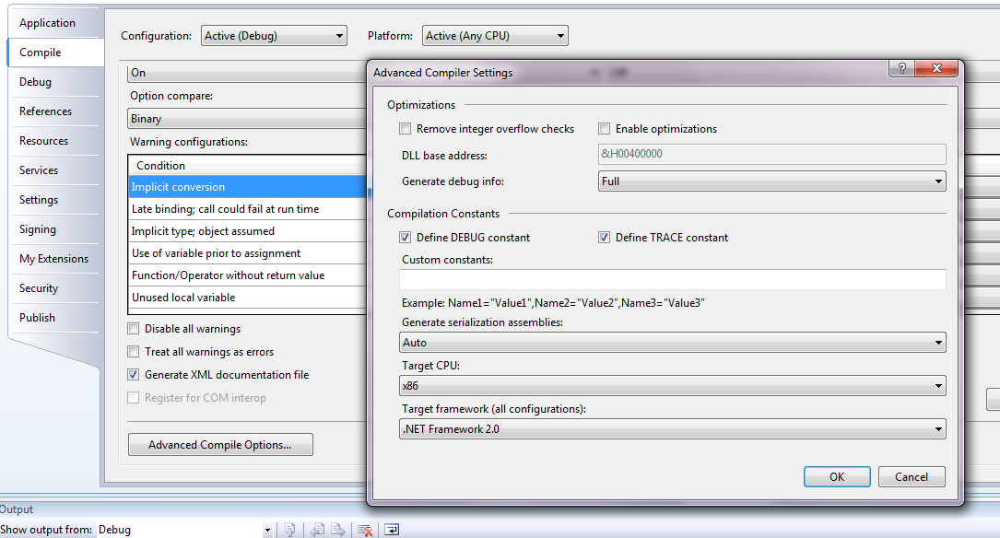 Application
Compile
Debug
References
Resources
Services
Settings
Signing
My Extensions
Security
Publish
Configuration: Active (Debug) Platform: Active (Any CPU)
On
Option compare:
Binary
Warning configurations:
Condition
Implicit conversion
Late binding; call could fail at run time
Implicit type; object assumed
Use of variable prior to assignment
Function/Operator without return value
Unused local variable
Disable all warnings
Treat all warnings as errors
Generate XML documentation file
Register for COM interop
Advanced Compile Options...
Advanced Compiler Settings
?
Optimizations
Remove integer overflow checks Enable optimizations
DLL base address: &H00400000
Generate debug info: Full
Compilation Constants
Define DEBUG constant Define TRACE constant
Custom constants:
Example: Name1="Value1",Name2="Value2",Name3="Value3"
Generate serialization assemblies:
Auto
Target CPU:
x86
Target framework (all configurations):
.NET Framework 2.0
OK Cancel
Output
Show output from: Debug